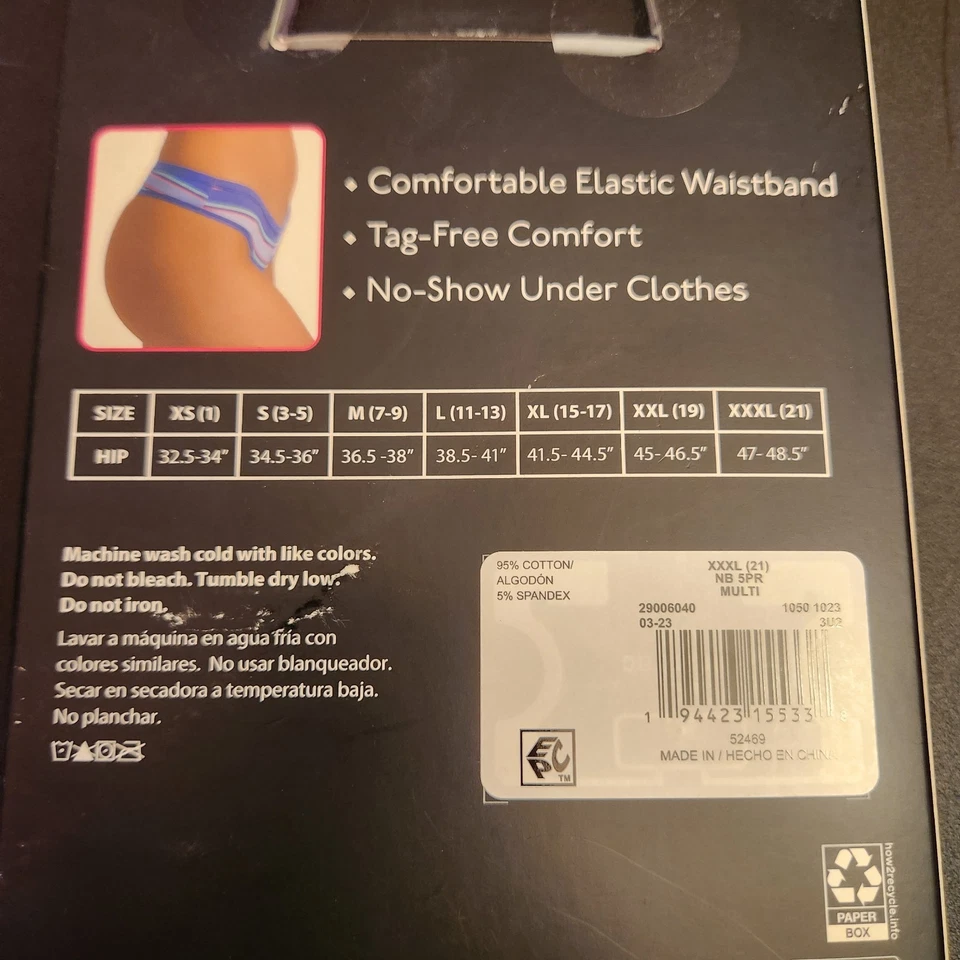 Comfortable Elastic Waistband
Tag-Free Comfort
No-Show Under Clothes
SIZE XS (1) S (3-5) M (7-9) L (11-13) XL (15-17) XXL (19) XXXL (21)
HIP 32.5-34" 34.5-36" 36.5 -38" 38.5- 41" 41.5- 44.5" 45- 46.5" 47- 48.5"
Machine wash cold with like colors.
Do not bleach. Tumble dry low.
Do not iron.
Lavar a máquina en agua fría con
colores similares. No usar blanqueador.
Secar en secadora a temperatura baja.
No planchar.
95% COTTON/
ALGODÓN
5% SPANDEX
XXXL (21)
NB 5PR
MULTI
29006040 1050 1023
03-23 3U2
1 94423 15533
52469
MADE IN / HECHO EN CHINA
EPC TM
how2recycle.info
PAPER
BOX